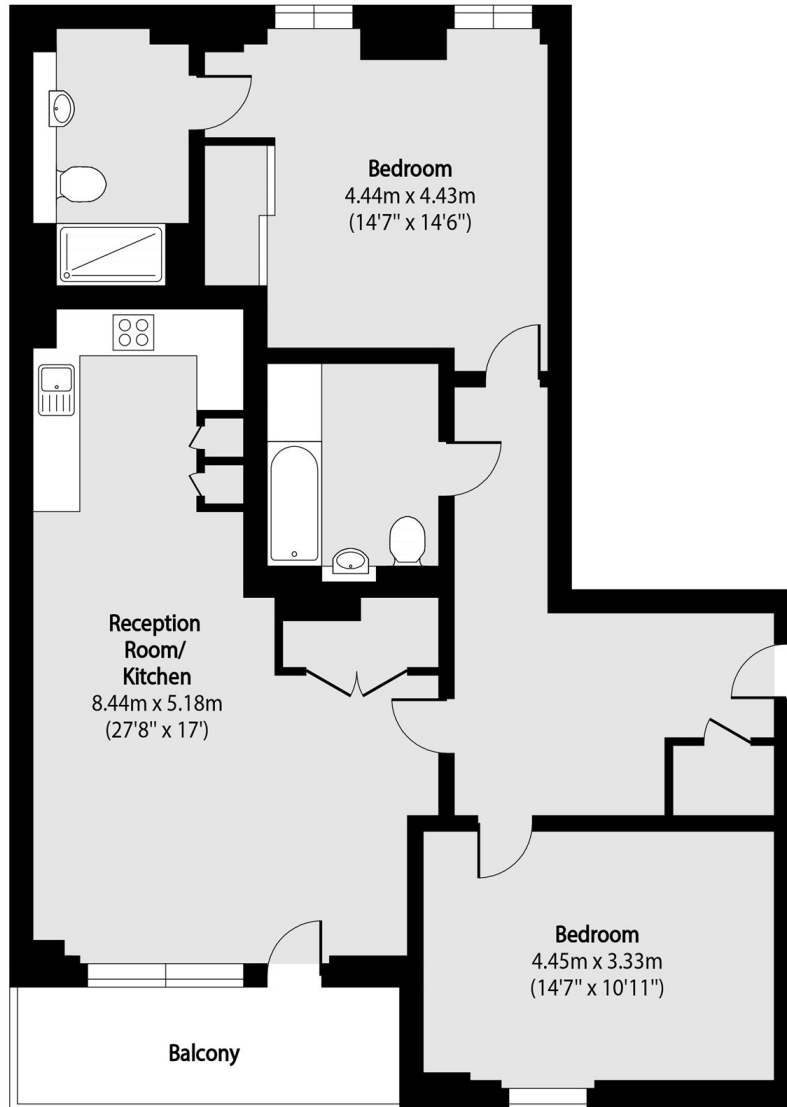 Bedroom
4.44m x 4.43m
(14'7" x 14'6")
Reception
Room/
Kitchen
8.44m x 5.18m
(27'8" x 17')
Bedroom
4.45m x 3.33m
(14'7" x 10'11")
Balcony